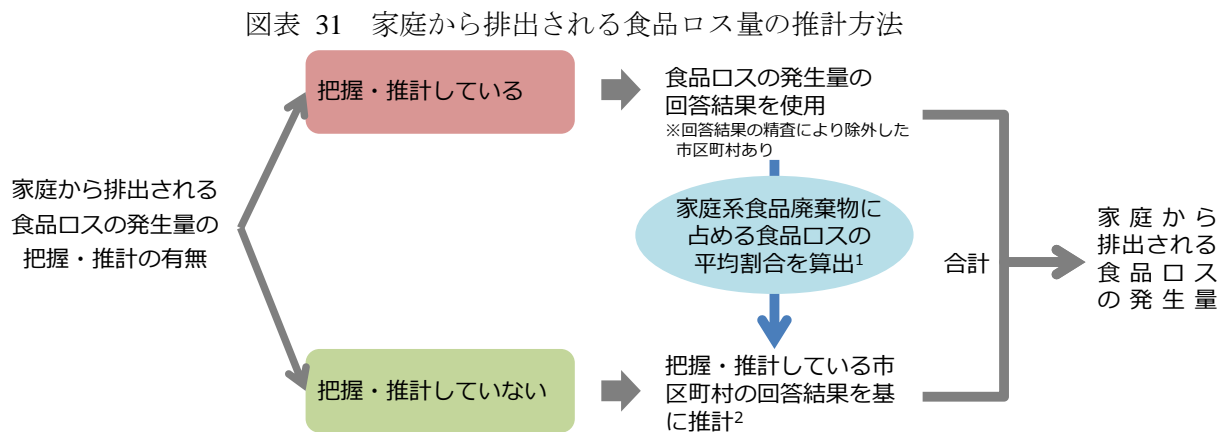 図表 31 家庭から排出される食品ロス量の推計方法
把握・推計している
食品ロスの発生量の
回答結果を使用
※回答結果の精査により除外した
市区町村あり
家庭から排出される
食品ロスの発生量の
把握・推計の有無
家庭系食品廃棄物に
占める食品ロスの
平均割合を算出1
合計
家庭から
排出される
食品ロス
の発生量
把握・推計していない
把握・推計している市
区町村の回答結果を基
に推計2